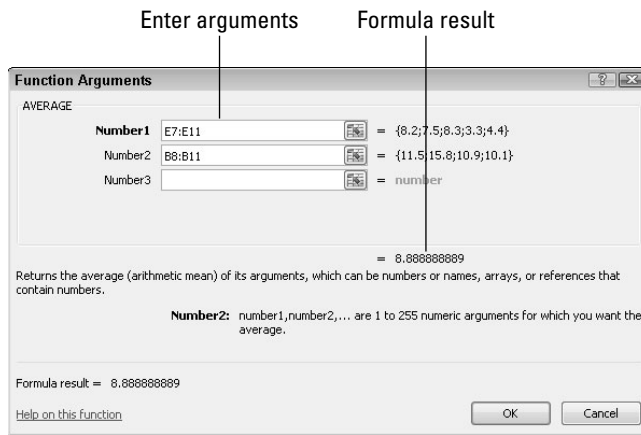 Enter arguments Formula result
Function Arguments
AVERAGE
Number1 E7:E11 = {8.2;7.5;8.3;3.3;4.4}
Number2 B8:B11 = {11.5;15.8;10.9;10.1}
Number3 = number
= 8.888888889
Returns the average (arithmetic mean) of its arguments, which can be numbers or names, arrays, or references that
contain numbers.
Number2: number1,number2,... are 1 to 255 numeric arguments for which you want the
average.
Formula result = 8.888888889
Help on this function OK Cancel